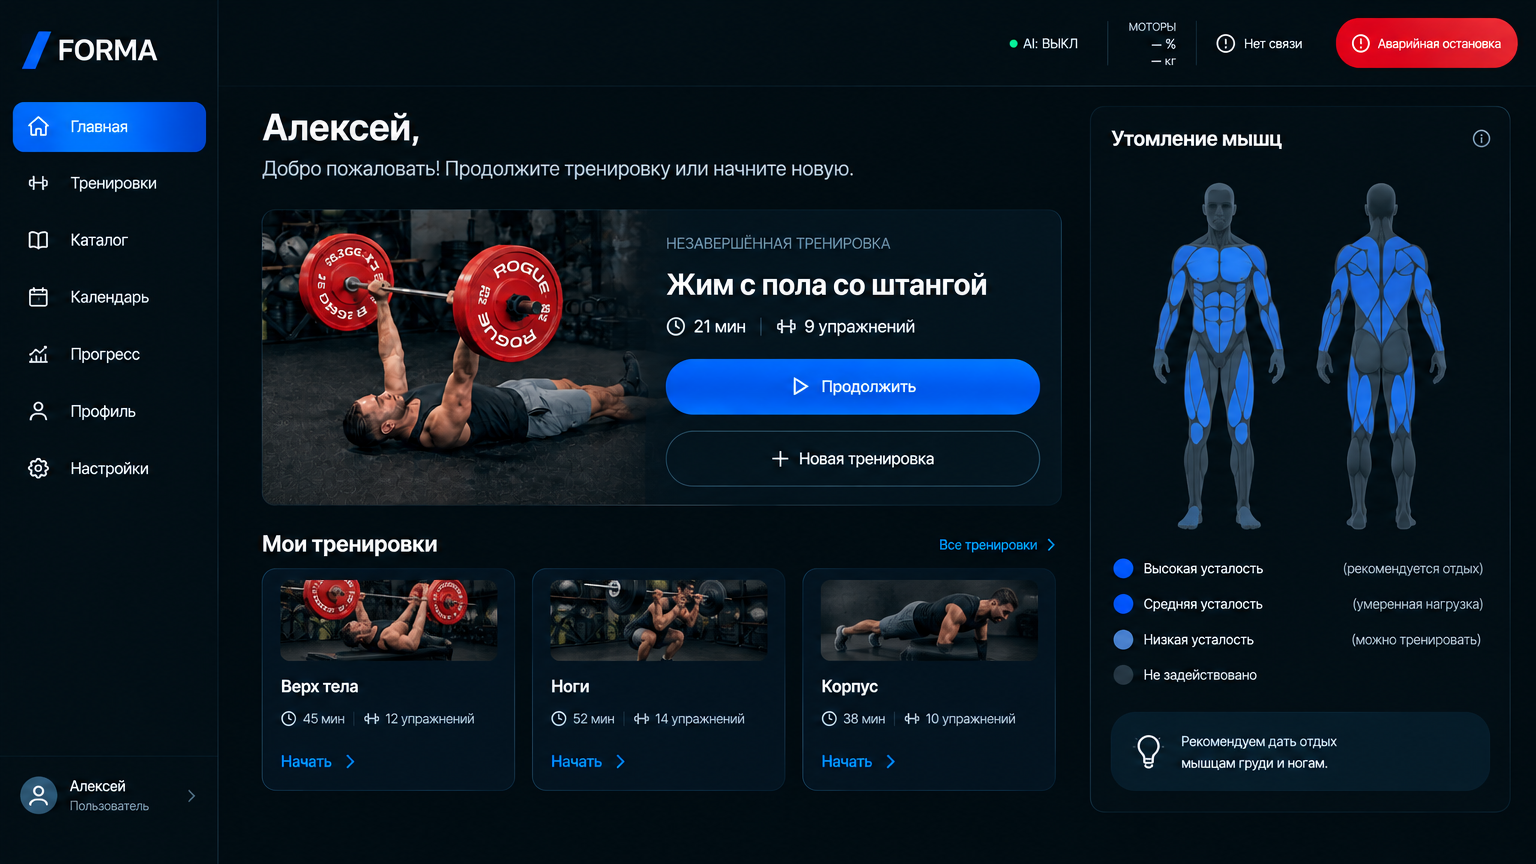 FORMA
Главная
Тренировки
Каталог
Календарь
Прогресс
Профиль
Настройки
Алексей
Пользователь
AI: ВЫКЛ
МОТОРЫ
— %
— кг
Нет связи
Аварийная остановка
Алексей,
Добро пожаловать! Продолжите тренировку или начните новую.
ROGUE
ROGUE
НЕЗАВЕРШЁННАЯ ТРЕНИРОВКА
Жим с пола со штангой
21 мин
9 упражнений
Продолжить
Новая тренировка
Мои тренировки
Все тренировки
Верх тела
45 мин
12 упражнений
Начать
Ноги
52 мин
14 упражнений
Начать
Корпус
38 мин
10 упражнений
Начать
Утомление мышц
Высокая усталость (рекомендуется отдых)
Средняя усталость (умеренная нагрузка)
Низкая усталость (можно тренировать)
Не задействовано
Рекомендуем дать отдых
мышцам груди и ногам.